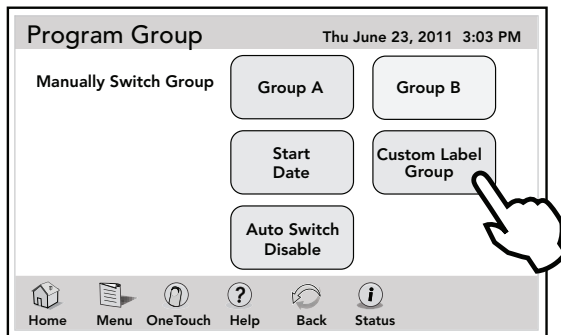 Program Group Thu June 23, 2011 3:03 PM
Manually Switch Group Group A Group B
Start
Date
Custom Label
Group
Auto Switch
Disable
? i
Home Menu OneTouch Help Back Status